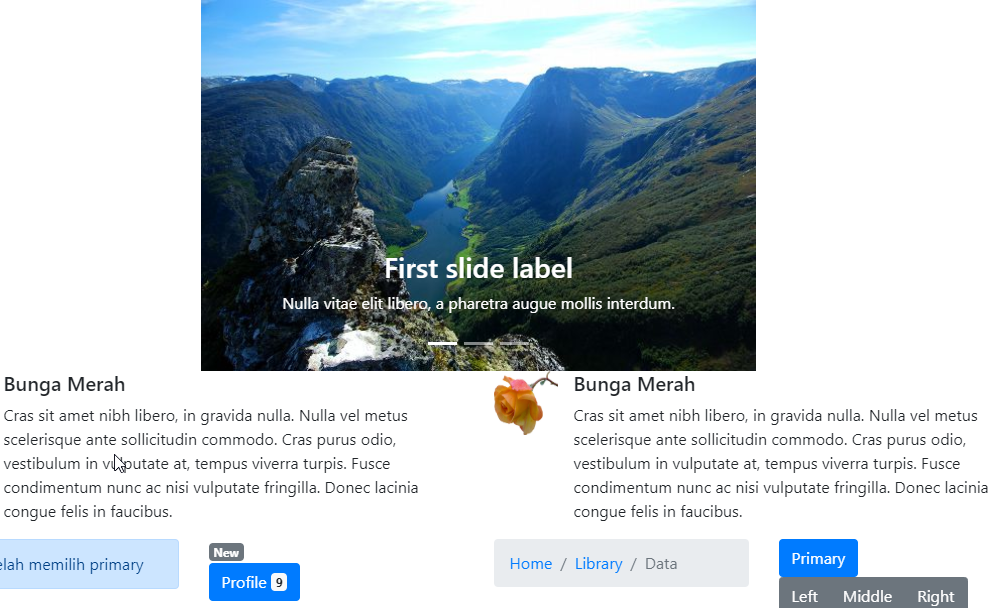 First slide label
Nulla vitae elit libero, a pharetra augue mollis interdum.
Bunga Merah
Cras sit amet nibh libero, in gravida nulla. Nulla vel metus
scelerisque ante sollicitudin commodo. Cras purus odio,
vestibulum in vulputate at, tempus viverra turpis. Fusce
condimentum nunc ac nisi vulputate fringilla. Donec lacinia
congue felis in faucibus.
Bunga Merah
Cras sit amet nibh libero, in gravida nulla. Nulla vel metus
scelerisque ante sollicitudin commodo. Cras purus odio,
vestibulum in vulputate at, tempus viverra turpis. Fusce
condimentum nunc ac nisi vulputate fringilla. Donec lacinia
congue felis in faucibus.
elah memilih primary
New
Profile 9
Home / Library / Data
Primary
Left Middle Right